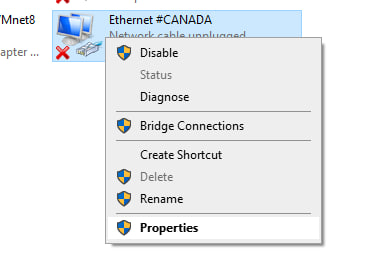 Mnet8
Ethernet #CANADA
Network cable unplugged
apter ...
Disable
Status
Diagnose
Bridge Connections
Create Shortcut
Delete
Rename
Properties